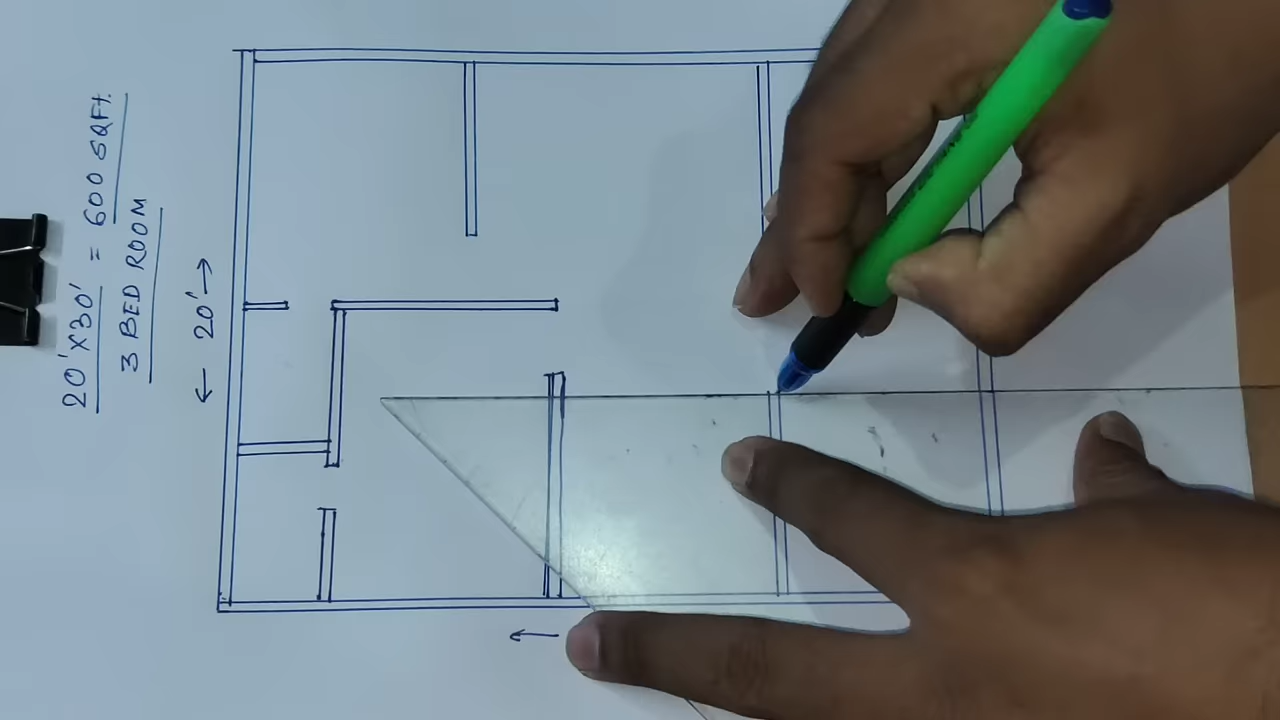 20'X30' = 600 SQFt.
3 BED ROOM
← 20' →